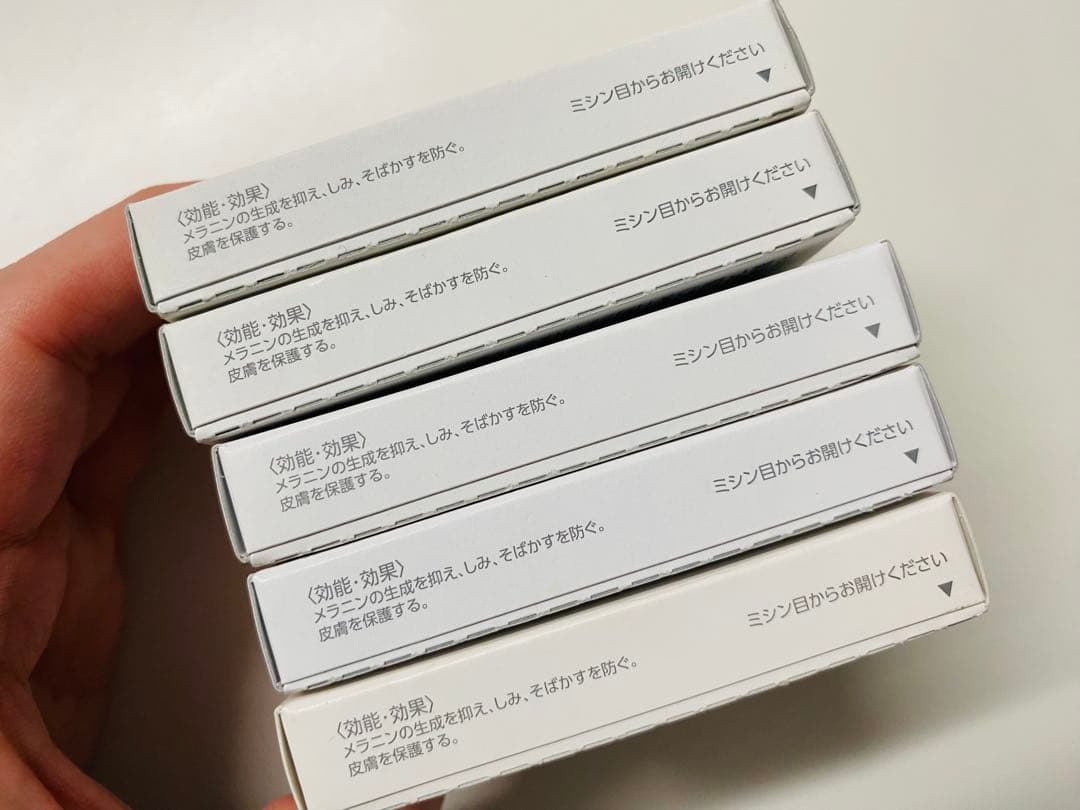 ミシン目からお開けください
▼
〈効能・効果〉
メラニンの生成を抑え、しみ、そばかすを防ぐ。
皮膚を保護する。
ミシン目からお開けください
▼
〈効能・効果〉
メラニンの生成を抑え、しみ、そばかすを防ぐ。
皮膚を保護する。
ミシン目からお開けください
▼
〈効能・効果〉
メラニンの生成を抑え、しみ、そばかすを防ぐ。
皮膚を保護する。
ミシン目からお開けください
▼
〈効能・効果〉
メラニンの生成を抑え、しみ、そばかすを防ぐ。
皮膚を保護する。
ミシン目からお開けください
▼
〈効能・効果〉
メラニンの生成を抑え、しみ、そばかすを防ぐ。
皮膚を保護する。